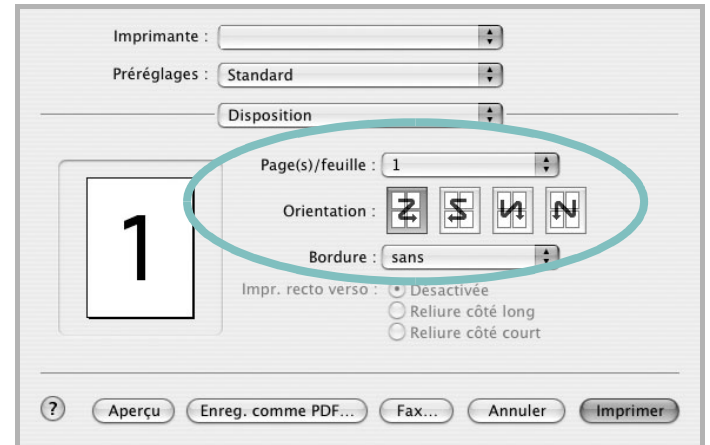 Imprimante :
Préréglages : Standard
Disposition
Page(s)/feuille : 1
Orientation :
Bordure : sans
1
Impr. recto verso : Désactivée
Reliure côté long
Reliure côté court
? Aperçu Enreg. comme PDF... Fax... Annuler Imprimer